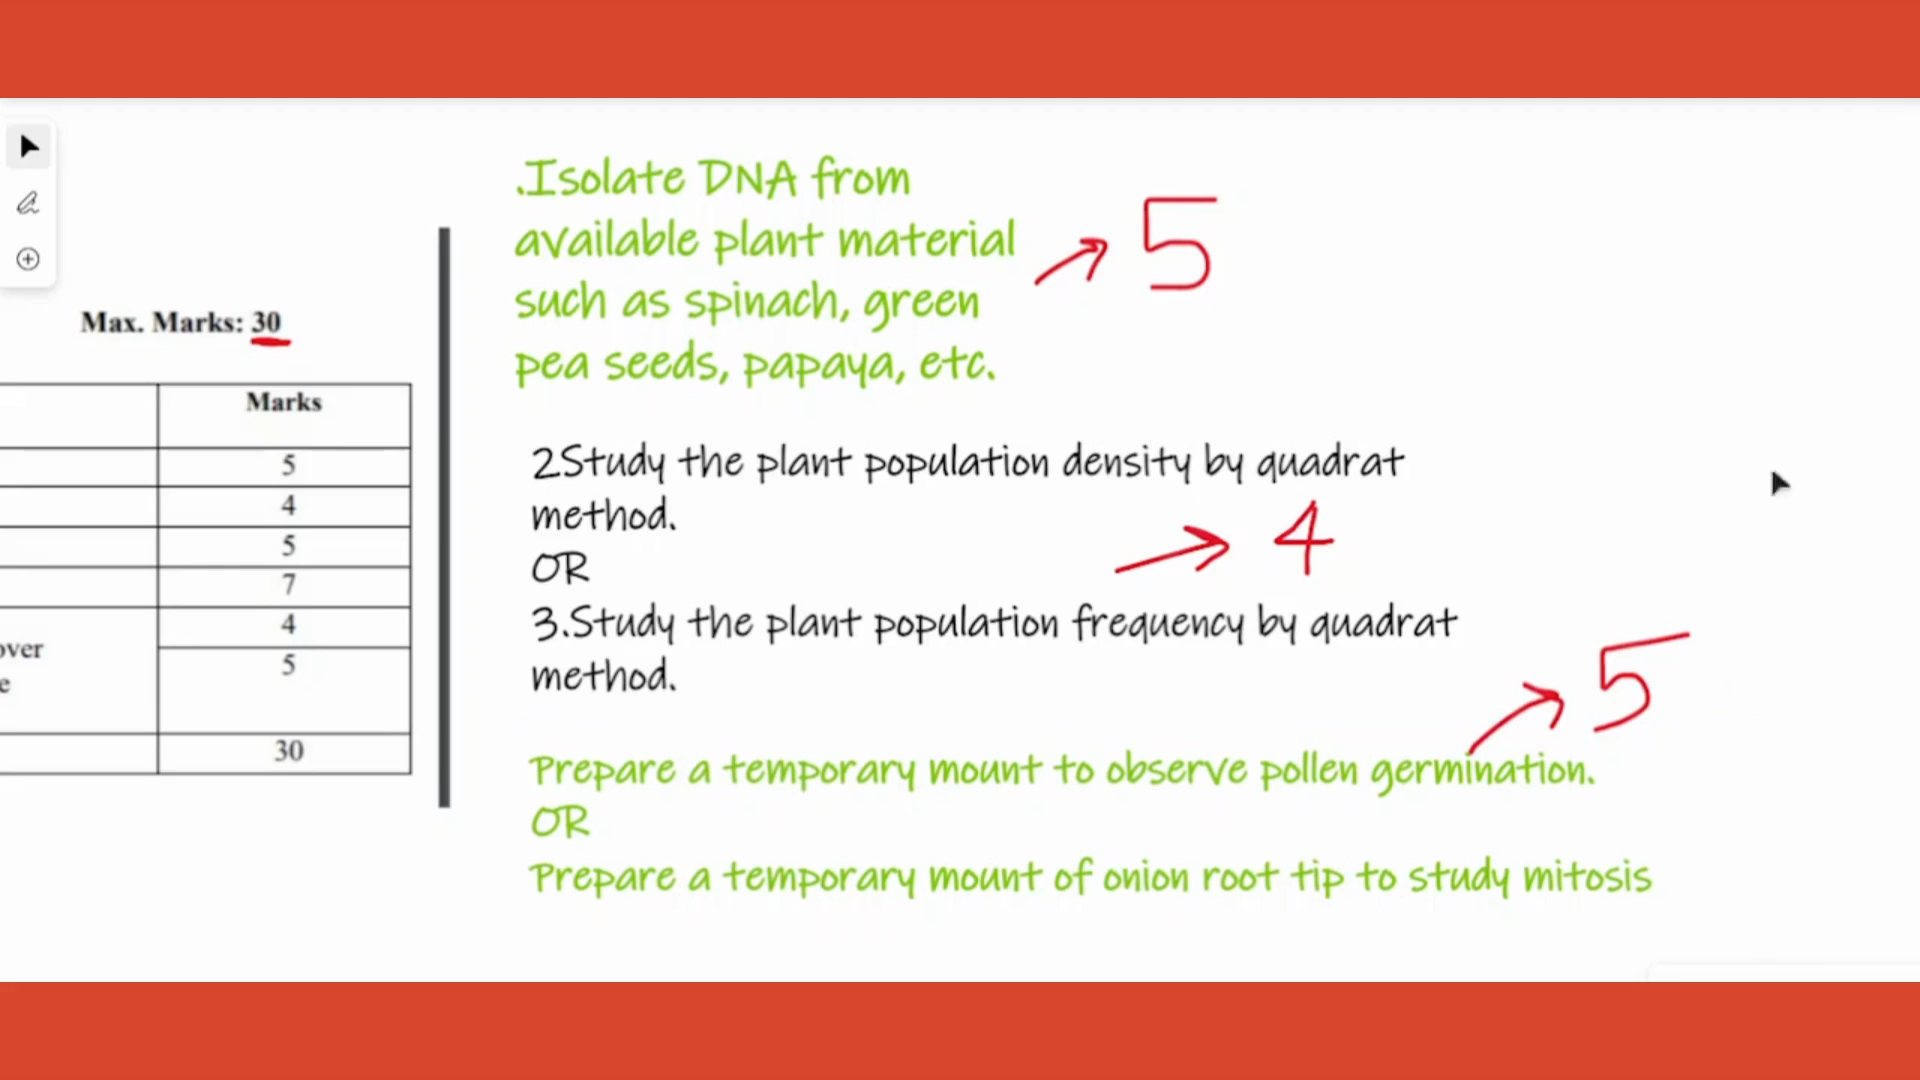 Max. Marks: 30
Marks
5
4
5
7
4
over
5
e
30
.Isolate DNA from
available plant material
such as spinach, green
pea seeds, papaya, etc.
5
2Study the plant population density by quadrat
method.
4
OR
3.Study the plant population frequency by quadrat
method.
5
Prepare a temporary mount to observe pollen germination.
OR
Prepare a temporary mount of onion root tip to study mitosis